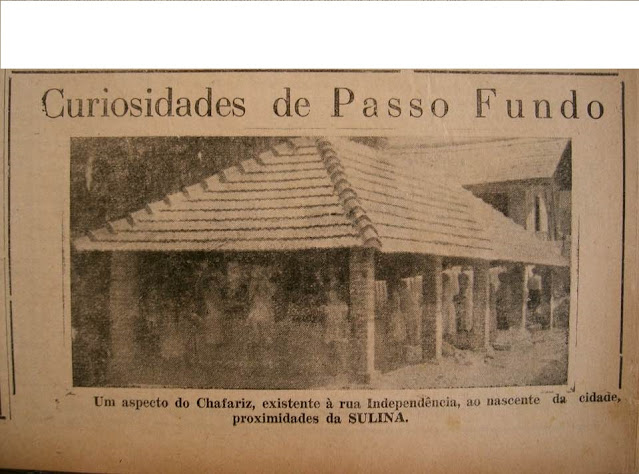 Curiosidades de Passo Fundo
Um aspecto do Chafariz, existente à rua Independência, ao nascente da cidade,
proximidades da SULINA.